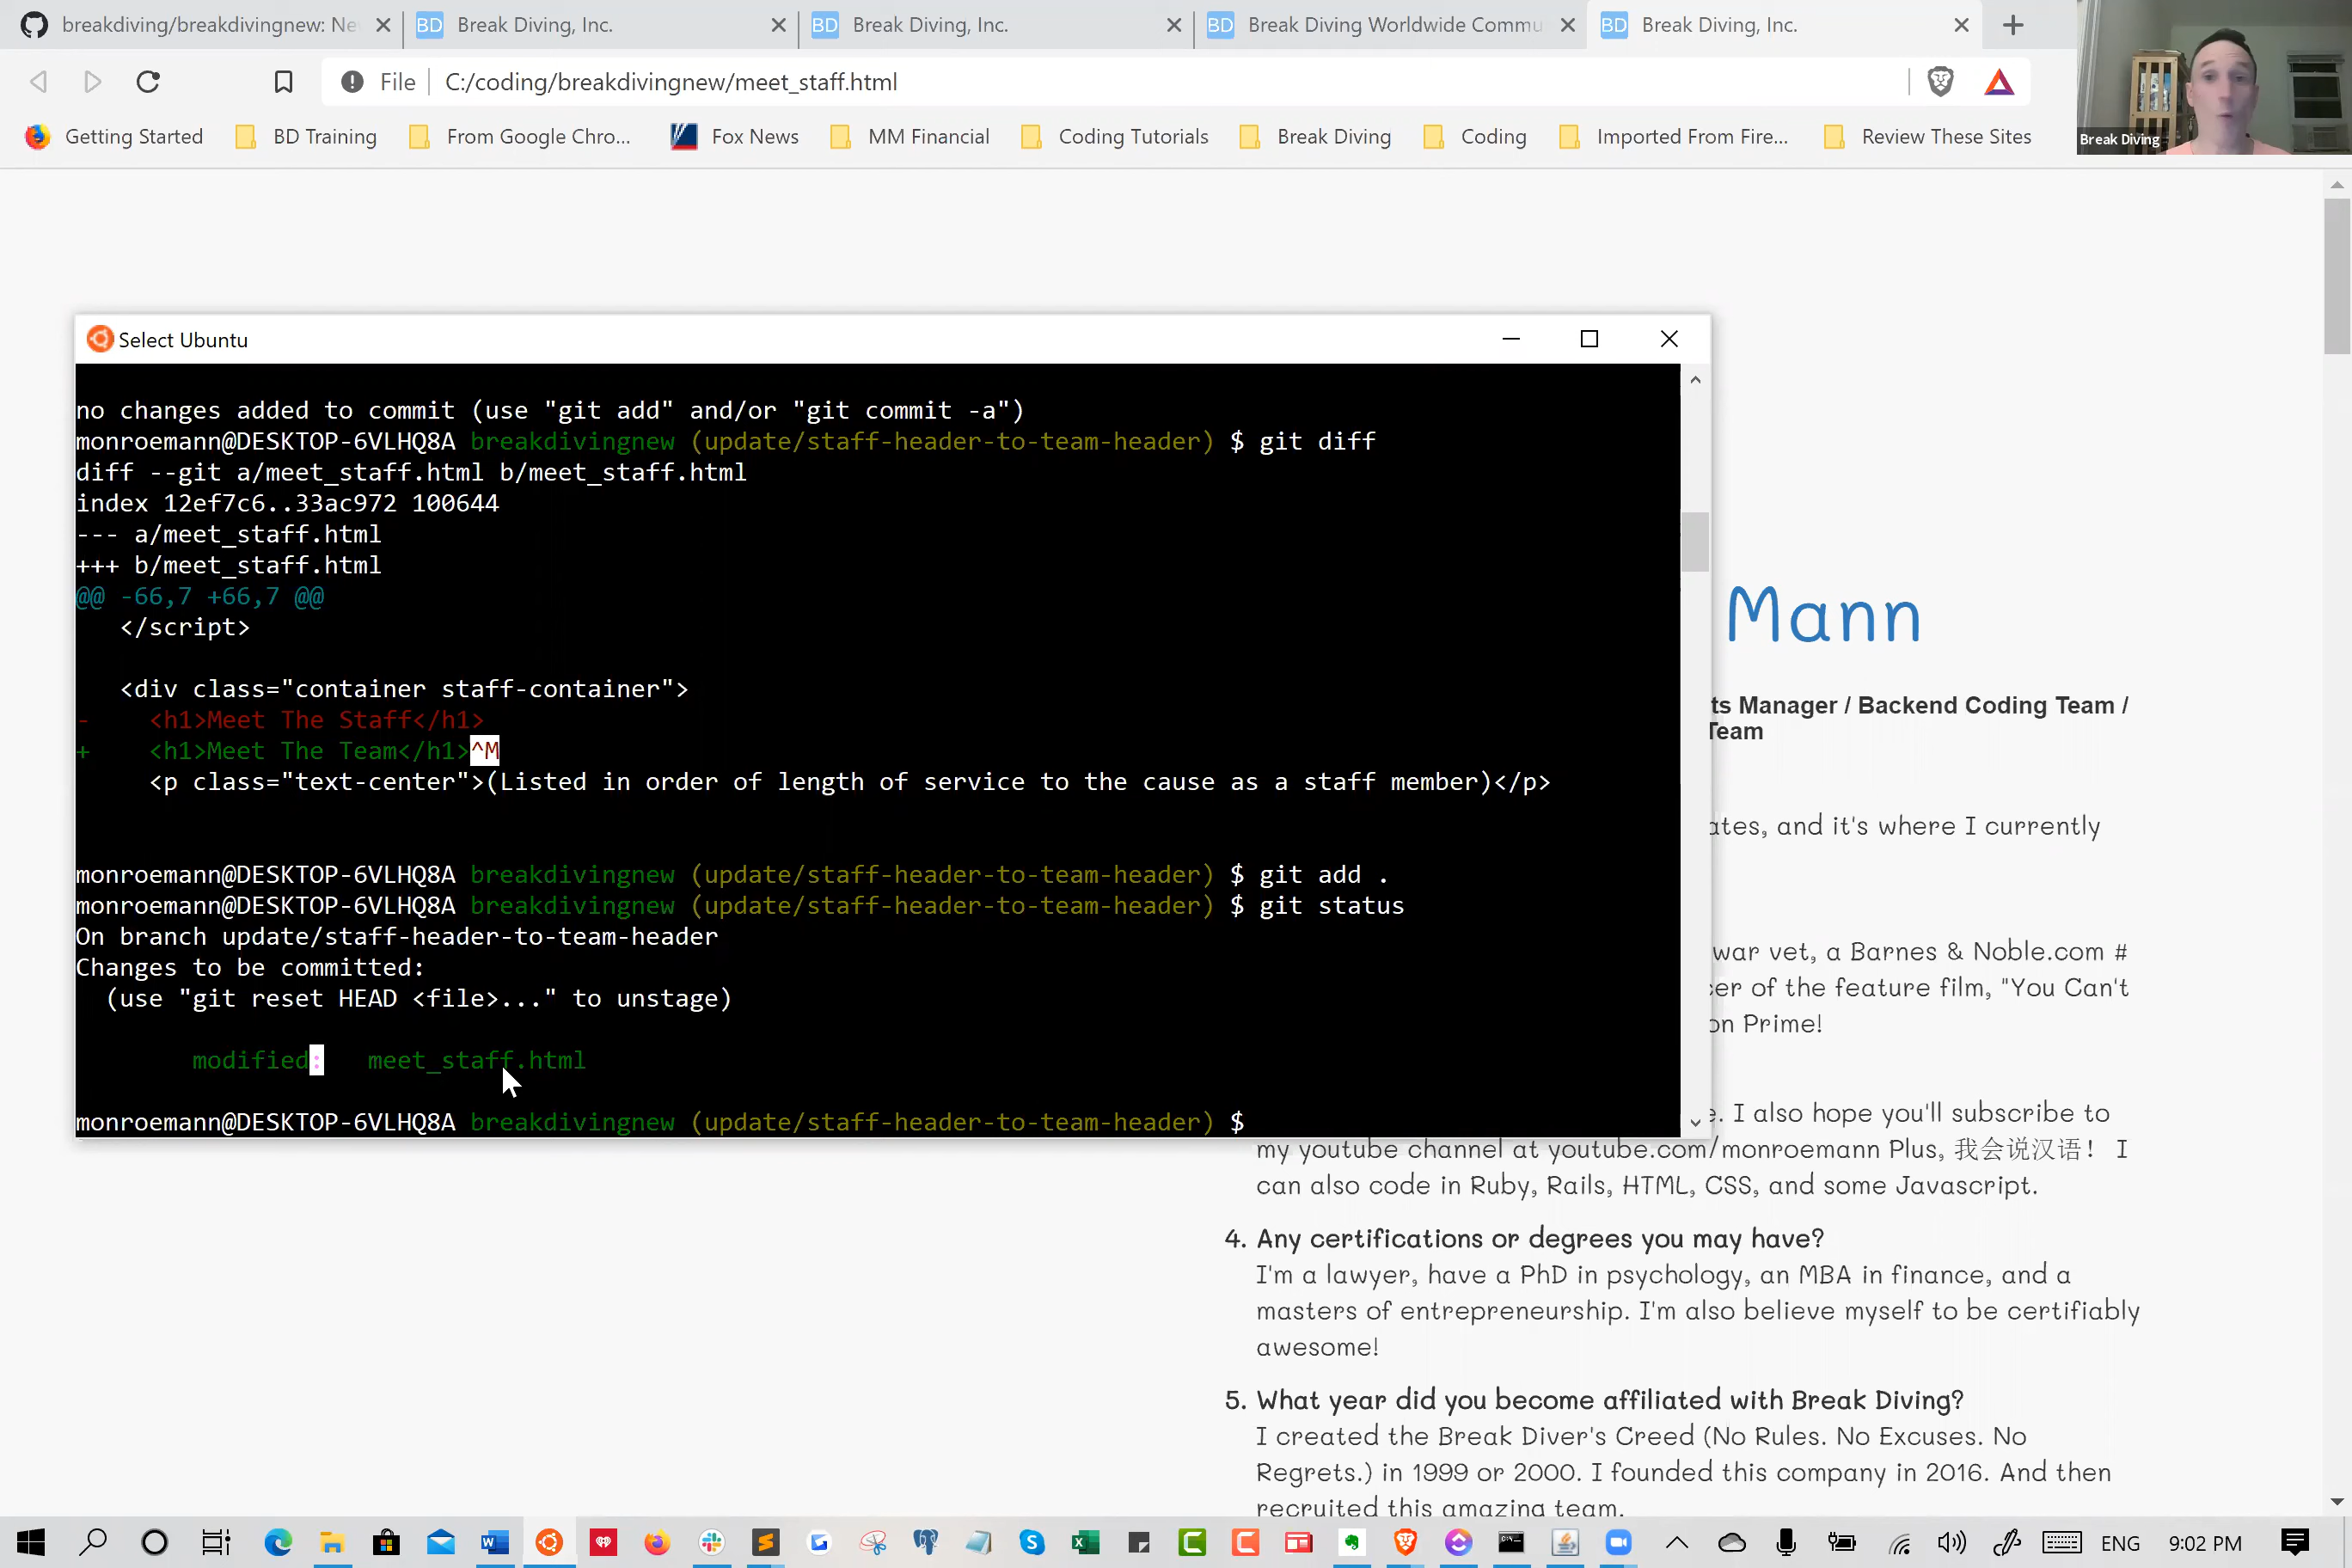 breakdiving/breakdivingnew: Ne
BD Break Diving, Inc.
BD Break Diving, Inc.
BD Break Diving Worldwide Commu
BD Break Diving, Inc.
File C:/coding/breakdivingnew/meet_staff.html
Getting Started BD Training From Google Chro... Fox News MM Financial Coding Tutorials Break Diving Coding Imported From Fire... Review These Sites
Break Diving
Select Ubuntu
no changes added to commit (use "git add" and/or "git commit -a")
monroemann@DESKTOP-6VLHQ8A breakdivingnew (update/staff-header-to-team-header) $ git diff
diff --git a/meet_staff.html b/meet_staff.html
index 12ef7c6..33ac972 100644
--- a/meet_staff.html
+++ b/meet_staff.html
@@ -66,7 +66,7 @@
</script>
<div class="container staff-container">
- <h1>Meet The Staff</h1>
+ <h1>Meet The Team</h1>^M
<p class="text-center">(Listed in order of length of service to the cause as a staff member)</p>
monroemann@DESKTOP-6VLHQ8A breakdivingnew (update/staff-header-to-team-header) $ git add .
monroemann@DESKTOP-6VLHQ8A breakdivingnew (update/staff-header-to-team-header) $ git status
On branch update/staff-header-to-team-header
Changes to be committed:
(use "git reset HEAD <file>..." to unstage)
modified: meet_staff.html
monroemann@DESKTOP-6VLHQ8A breakdivingnew (update/staff-header-to-team-header) $
Mann
ts Manager / Backend Coding Team /
Team
ates, and it's where I currently
war vet, a Barnes & Noble.com #
cer of the feature film, "You Can't
on Prime!
e. I also hope you'll subscribe to
my youtube channel at youtube.com/monroemann Plus, 我会说汉语! I
can also code in Ruby, Rails, HTML, CSS, and some Javascript.
4. Any certifications or degrees you may have?
I'm a lawyer, have a PhD in psychology, an MBA in finance, and a
masters of entrepreneurship. I'm also believe myself to be certifiably
awesome!
5. What year did you become affiliated with Break Diving?
I created the Break Diver's Creed (No Rules. No Excuses. No
Regrets.) in 1999 or 2000. I founded this company in 2016. And then
recruited this amazing team.
ENG 9:02 PM